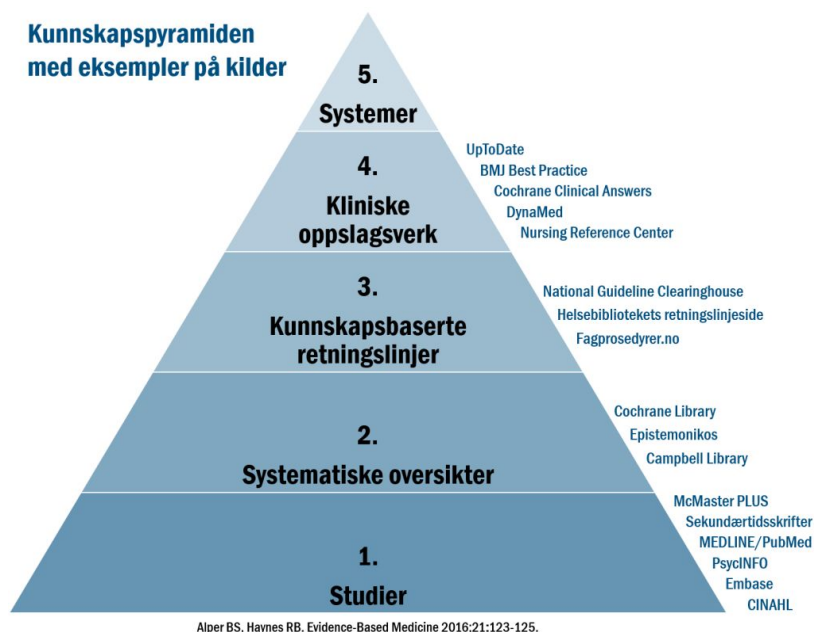 Kunnskapspyramiden
med eksempler på kilder
5.
Systemer
4.
Kliniske
oppslagsverk
UpToDate
BMJ Best Practice
Cochrane Clinical Answers
DynaMed
Nursing Reference Center
3.
Kunnskapsbaserte
retningslinjer
National Guideline Clearinghouse
Helsebibliotekets retningslinjeside
Fagprosedyrer.no
2.
Systematiske oversikter
Cochrane Library
Epistemonikos
Campbell Library
1.
Studier
McMaster PLUS
Sekundærtidsskrifter
MEDLINE/PubMed
PsycINFO
Embase
CINAHL
Alper BS, Haynes RB. Evidence-Based Medicine 2016;21:123-125.